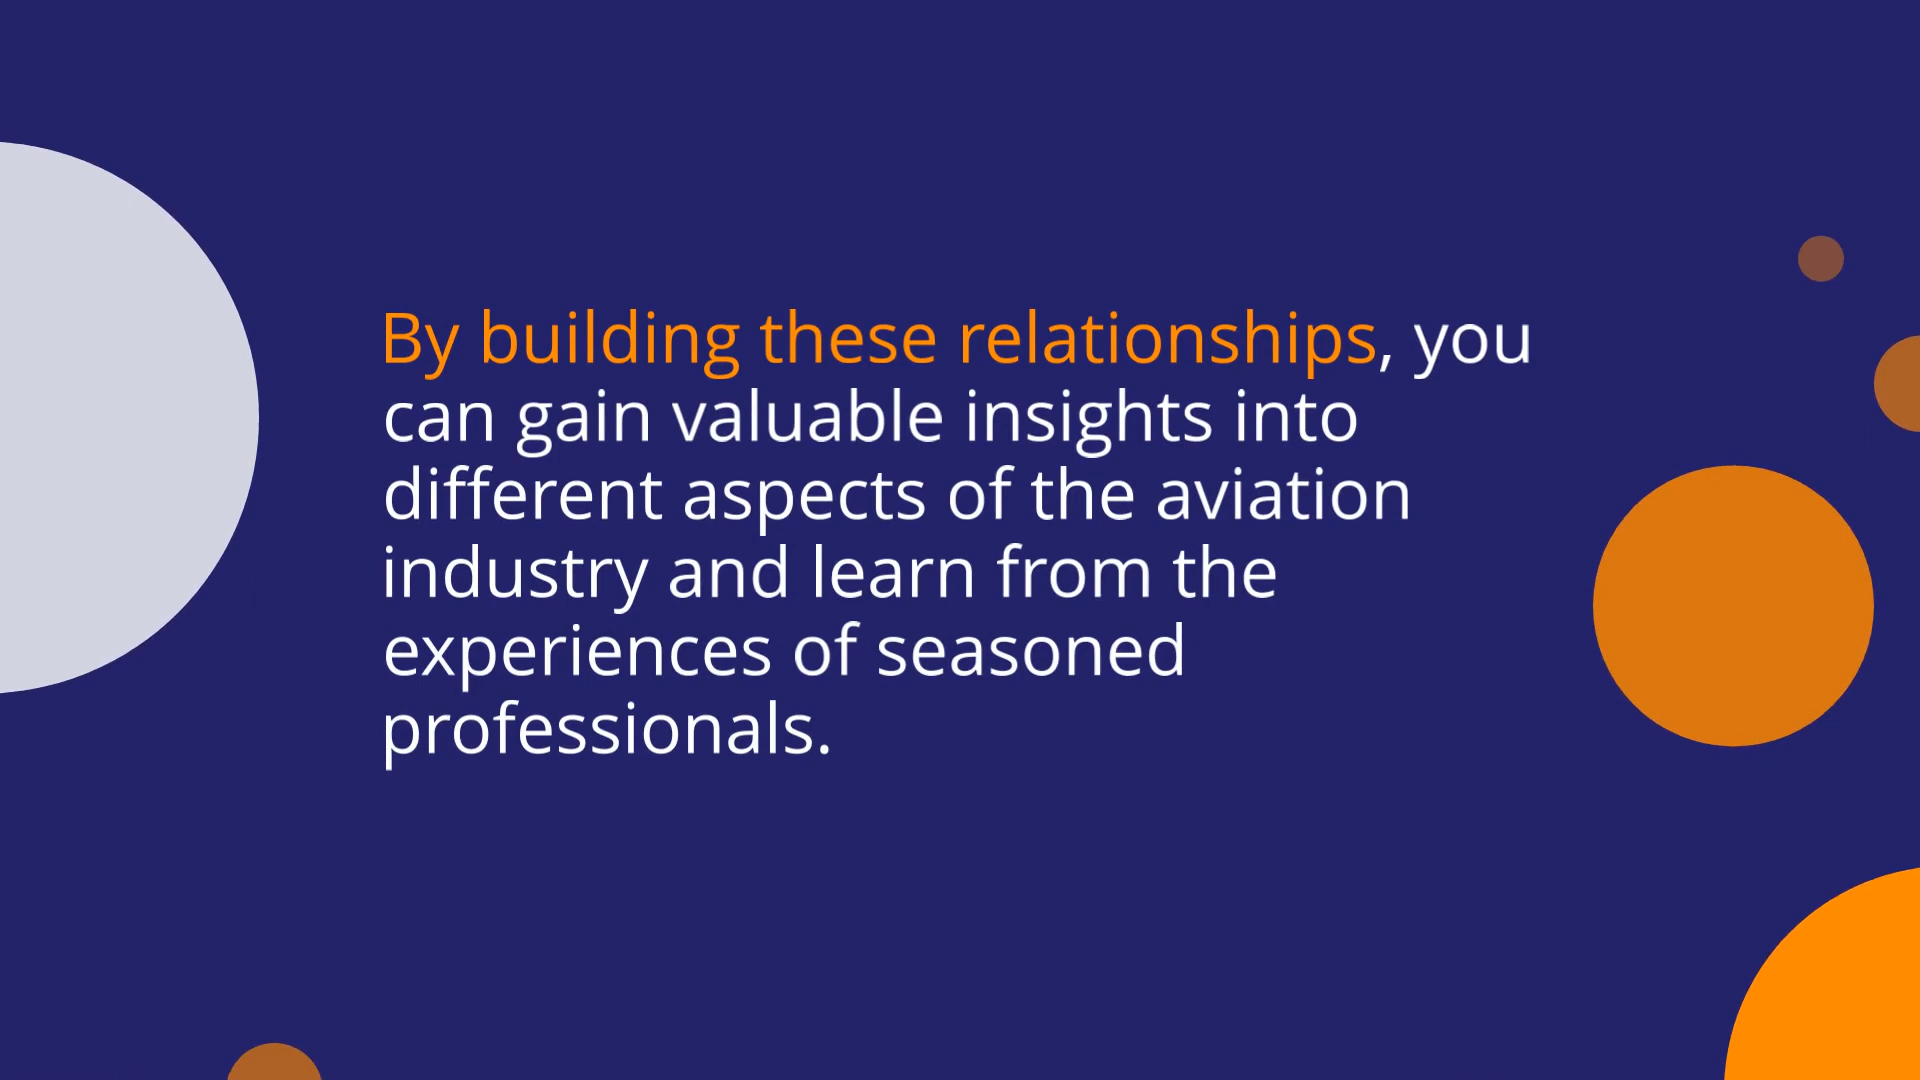 By building these relationships, you
can gain valuable insights into
different aspects of the aviation
industry and learn from the
experiences of seasoned
professionals.